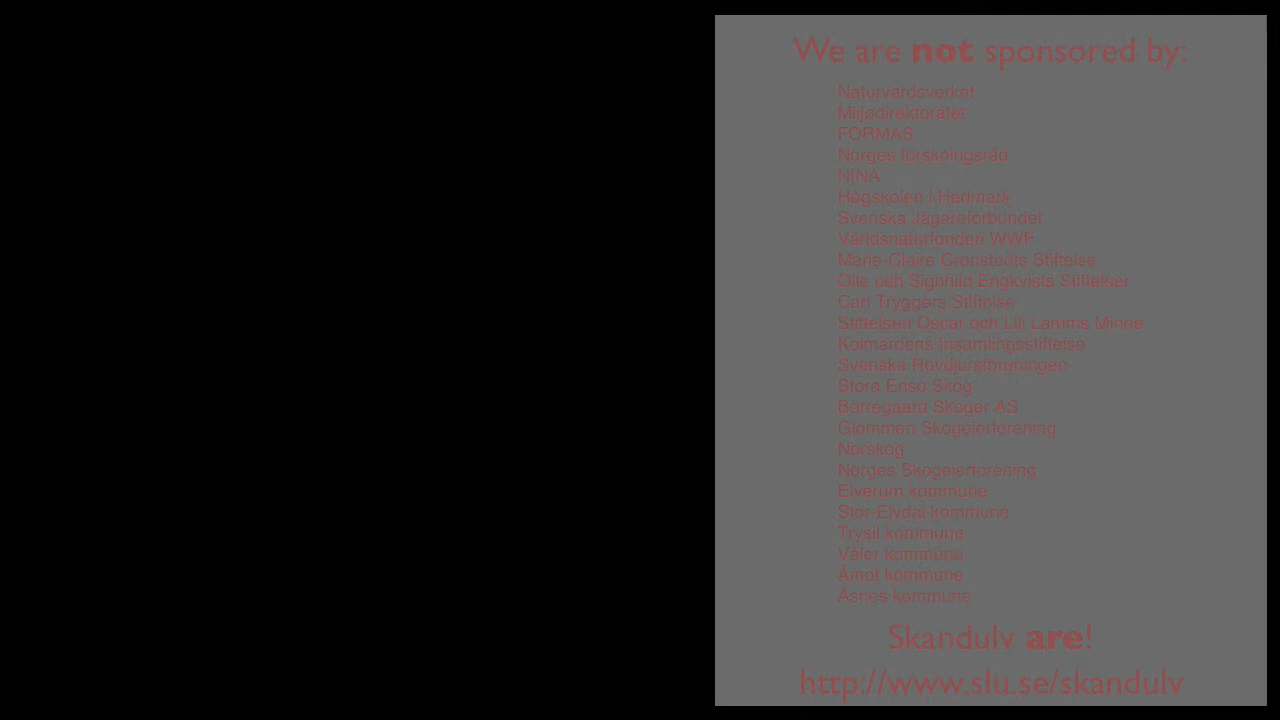 We are not sponsored by:
Naturvårdsverket
Miljødirektoratet
FORMAS
Norges forskningsråd
NINA
Høgskolen i Hedmark
Svenska Jägareförbundet
Världsnaturfonden WWF
Marie-Claire Cronstedts Stiftelse
Olle och Signhild Engkvists Stiftelser
Carl Tryggers Stiftelse
Stiftelsen Oscar och Lili Lamms Minne
Kolmårdens Insamlingsstiftelse
Svenska Rovdjursföreningen
Stora Enso Skog
Borregaard Skoger AS
Glommen Skogeierforening
Norskog
Norges Skogeierforening
Elverum kommune
Stor-Elvdal kommune
Trysil kommune
Våler kommune
Åmot kommune
Åsnes kommune
Skandulv are!
http://www.slu.se/skandulv